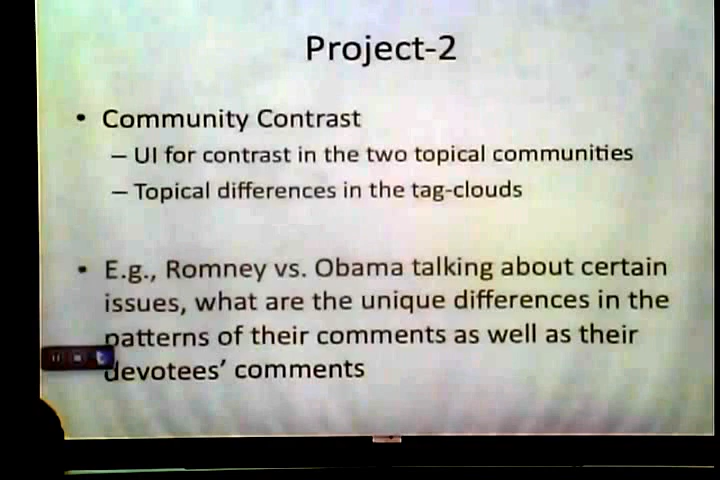 Project-2
• Community Contrast
– UI for contrast in the two topical communities
– Topical differences in the tag-clouds
• E.g., Romney vs. Obama talking about certain
issues, what are the unique differences in the
patterns of their comments as well as their
devotees’ comments